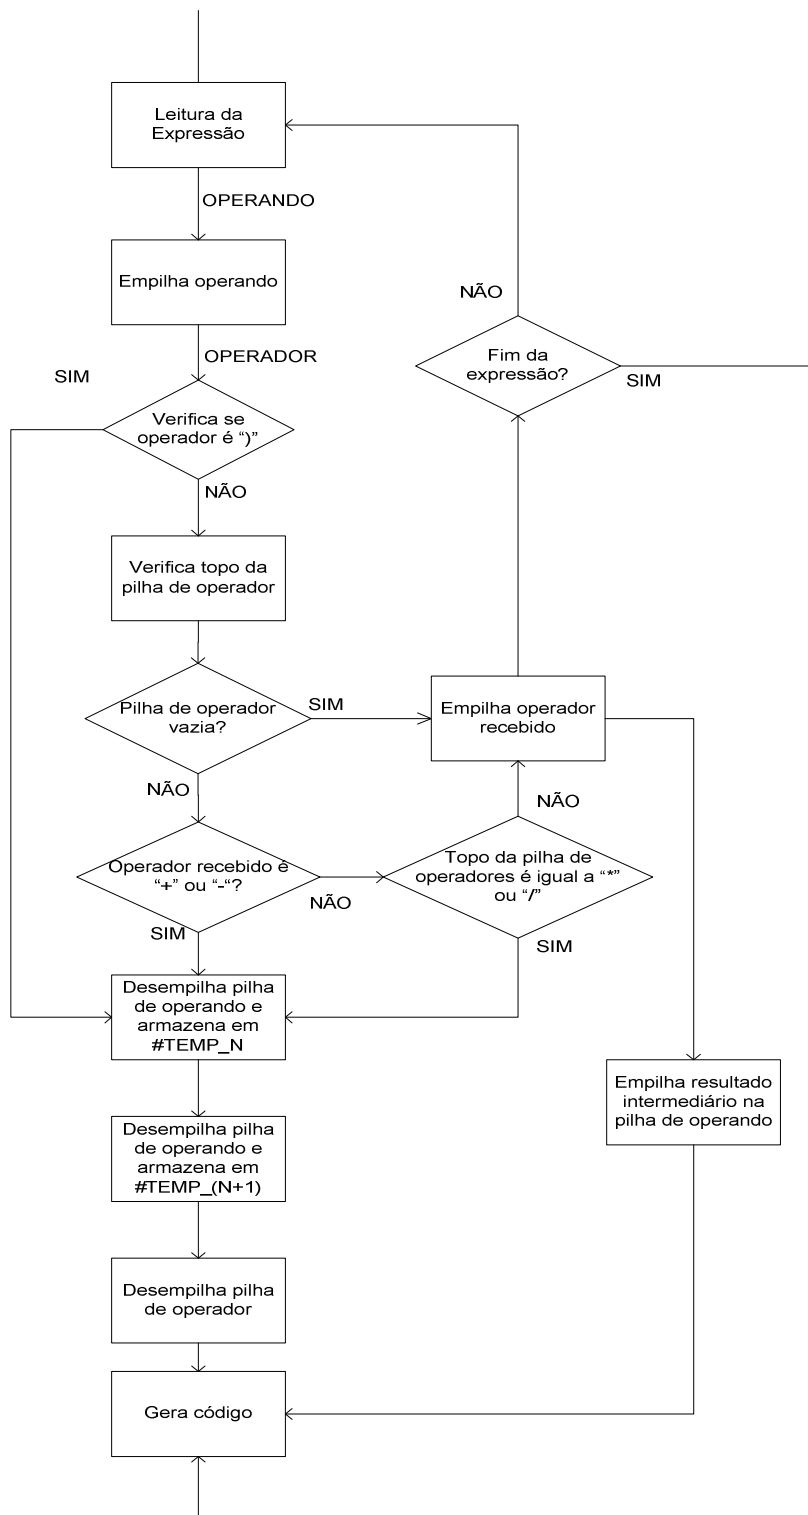 Leitura da
Expressão
OPERANDO
Empilha operando
OPERADOR
SIM
Verifica se
operador é “)”
NÃO
Verifica topo da
pilha de operador
Pilha de operador
vazia?
SIM
NÃO
Operador recebido é
“+” ou “-“?
NÃO
SIM
Desempilha pilha
de operando e
armazena em
#TEMP_N
Desempilha pilha
de operando e
armazena em
#TEMP_(N+1)
Desempilha pilha
de operador
Gera código
NÃO
Fim da
expressão?
SIM
Empilha operador
recebido
NÃO
Topo da pilha de
operadores é igual a “*”
ou “/”
SIM
Empilha resultado
intermediário na
pilha de operando